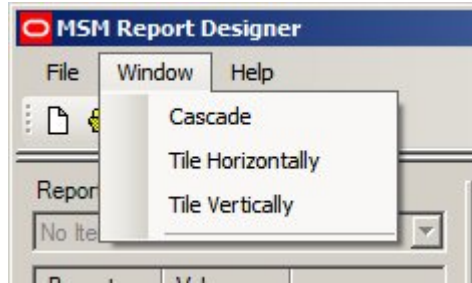 MSM Report Designer
File Window Help
Cascade
Tile Horizontally
Tile Vertically